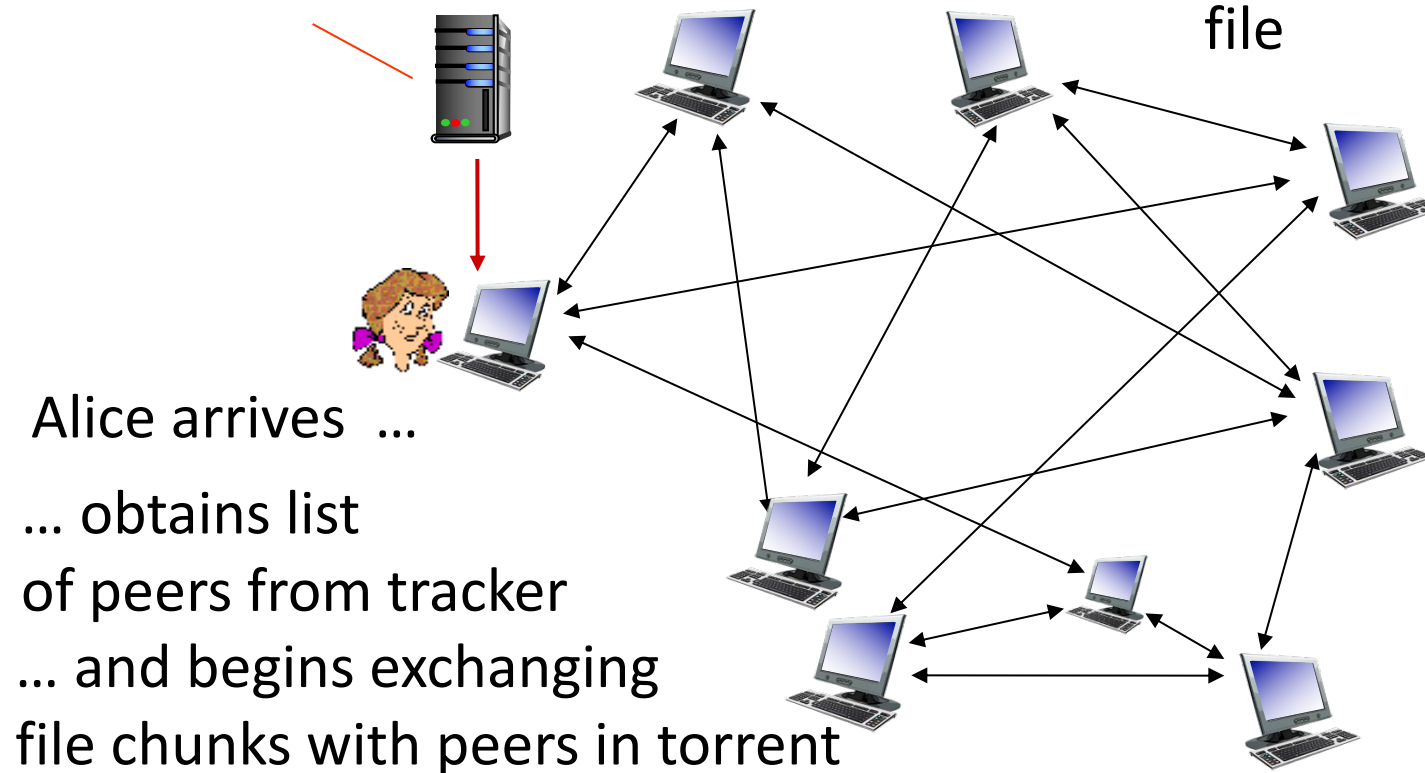 file
Alice arrives  …
… obtains list
of peers from tracker
… and begins exchanging
file chunks with peers in torrent